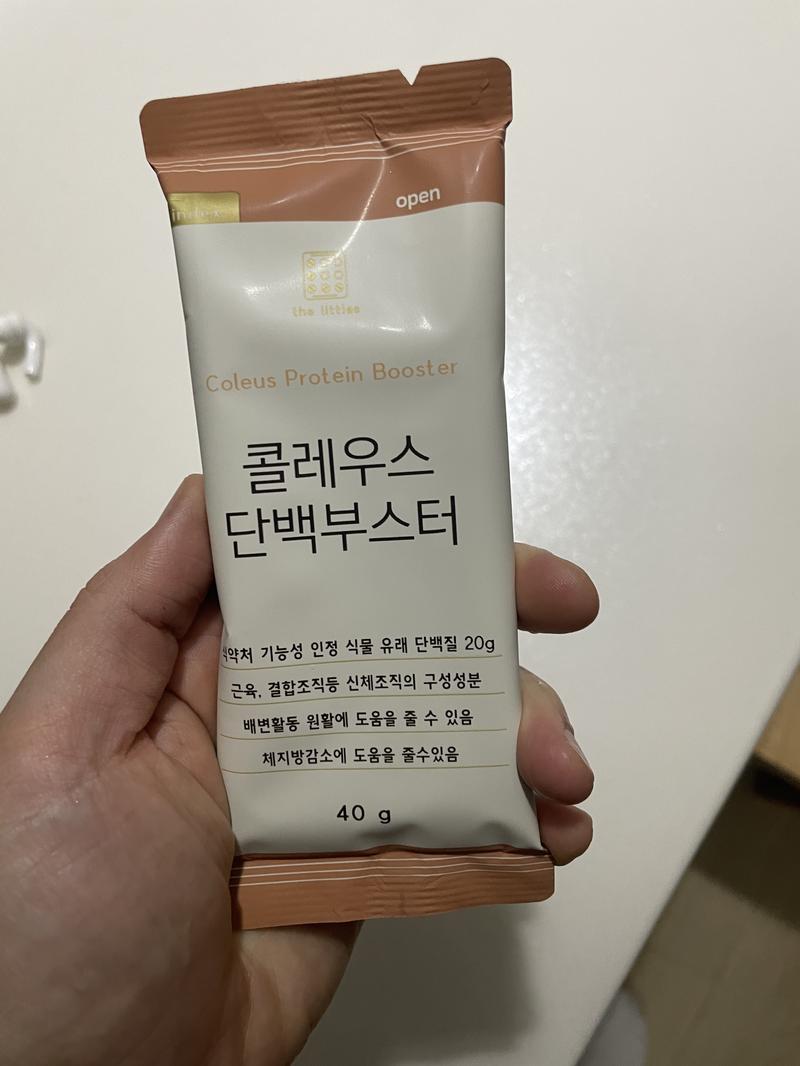 open
index
the littles
Coleus Protein Booster
콜레우스
단백부스터
식약처 기능성 인정 식물 유래 단백질 20g
근육, 결합조직등 신체조직의 구성성분
배변활동 원활에 도움을 줄 수 있음
체지방감소에 도움을 줄수있음
40 g